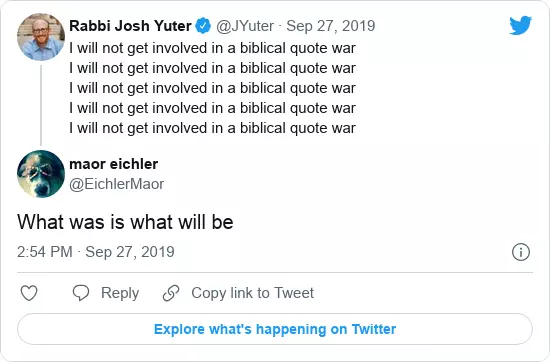 Rabbi Josh Yuter @JYuter · Sep 27, 2019
I will not get involved in a biblical quote war
I will not get involved in a biblical quote war
I will not get involved in a biblical quote war
I will not get involved in a biblical quote war
I will not get involved in a biblical quote war
maor eichler
@EichlerMaor
What was is what will be
2:54 PM · Sep 27, 2019
Reply Copy link to Tweet
Explore what's happening on Twitter